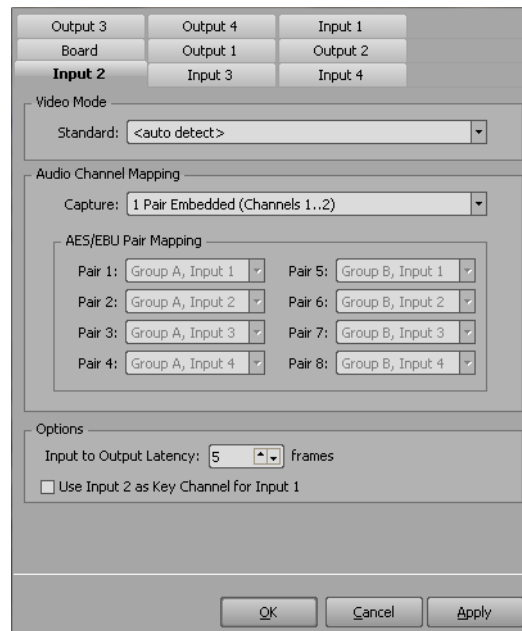 Output 3 Output 4 Input 1
Board Output 1 Output 2
Input 2 Input 3 Input 4
Video Mode
Standard: <auto detect>
Audio Channel Mapping
Capture: 1 Pair Embedded (Channels 1..2)
AES/EBU Pair Mapping
Pair 1: Group A, Input 1 Pair 5: Group B, Input 1
Pair 2: Group A, Input 2 Pair 6: Group B, Input 2
Pair 3: Group A, Input 3 Pair 7: Group B, Input 3
Pair 4: Group A, Input 4 Pair 8: Group B, Input 4
Options
Input to Output Latency: 5 frames
Use Input 2 as Key Channel for Input 1
OK Cancel Apply